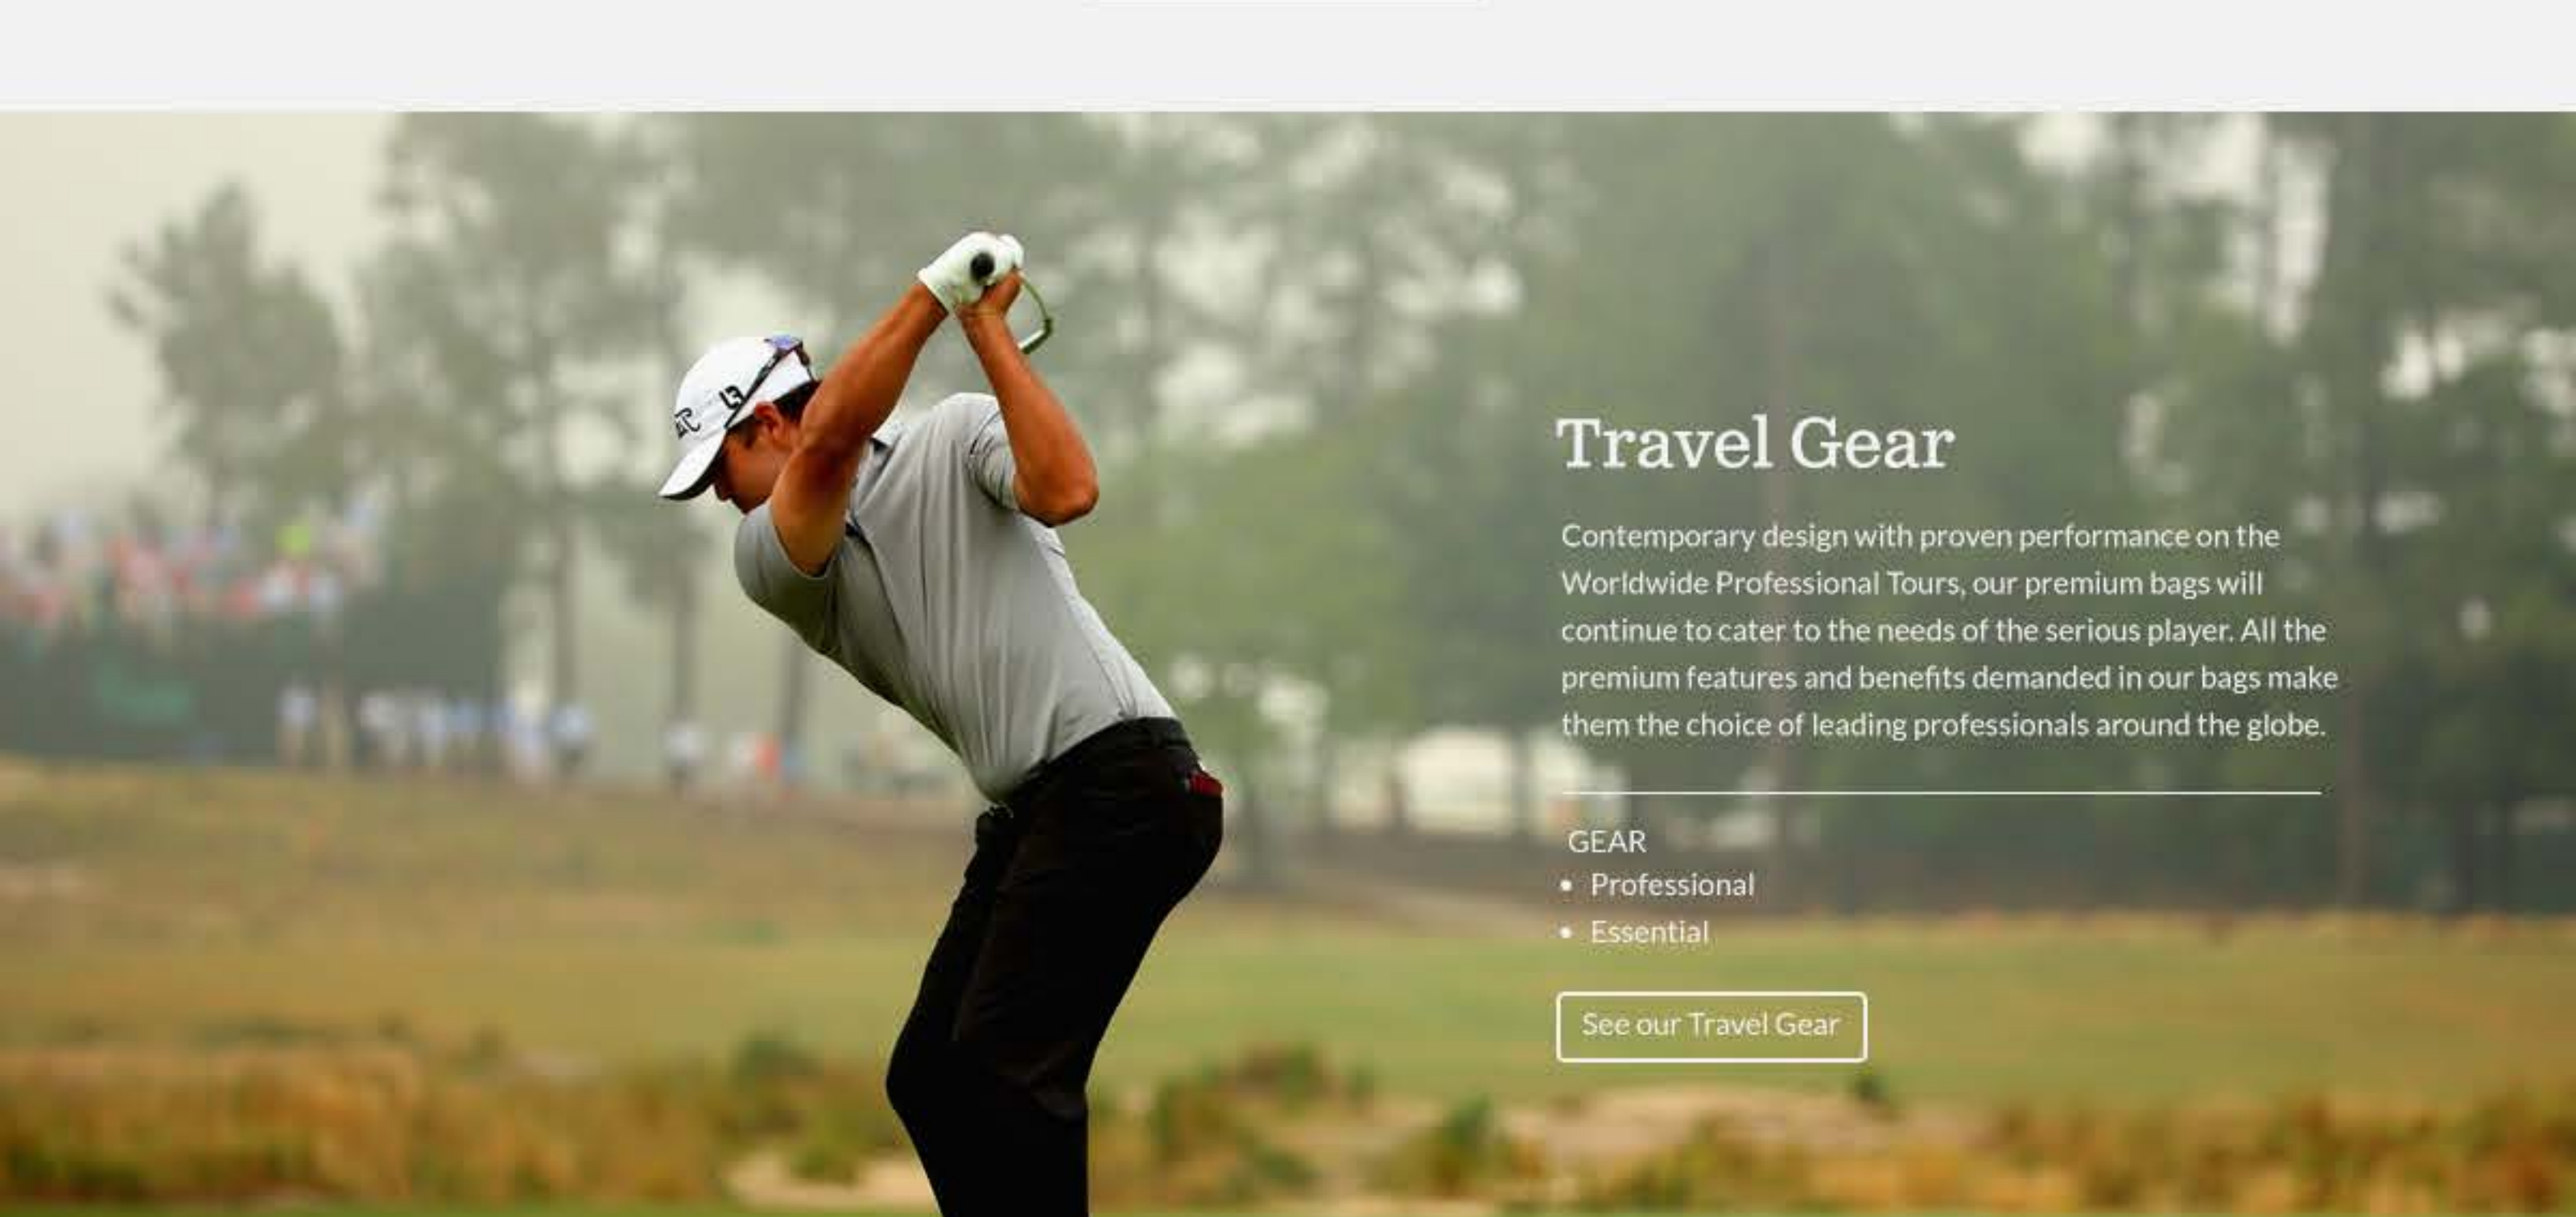 Travel Gear
Contemporary design with proven performance on the
Worldwide Professional Tours, our premium bags will
continue to cater to the needs of the serious player. All the
premium features and benefits demanded in our bags make
them the choice of leading professionals around the globe.
GEAR
• Professional
• Essential
See our Travel Gear